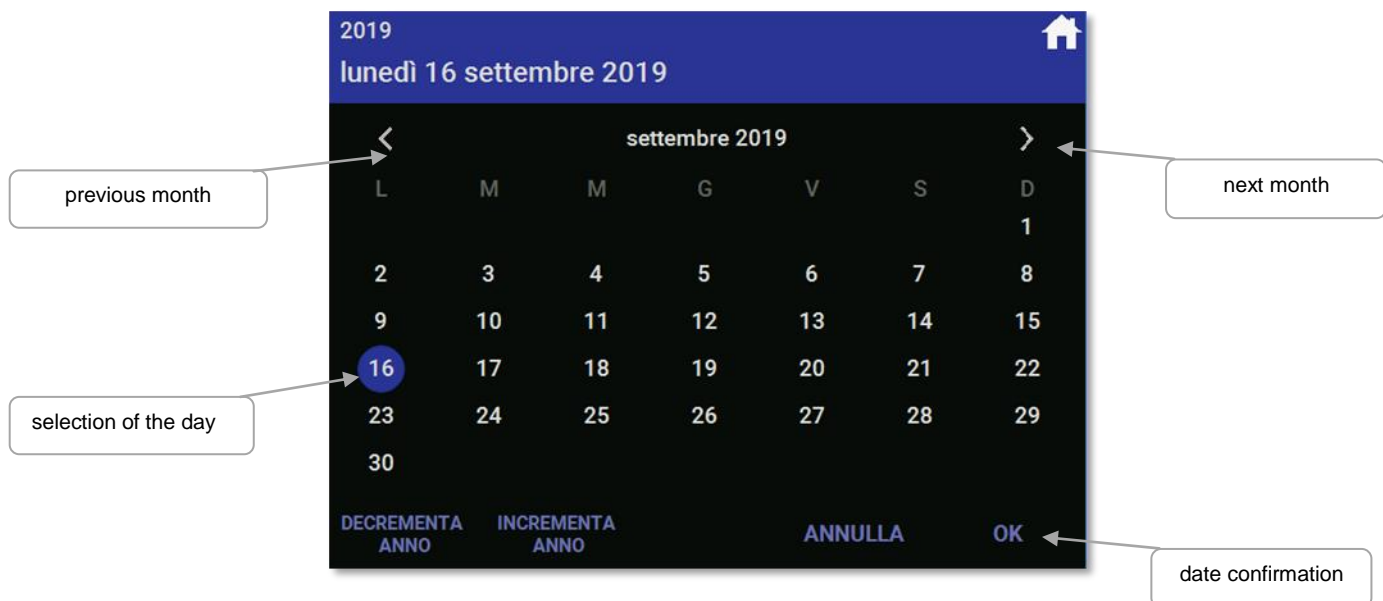 2019
lunedì 16 settembre 2019
settembre 2019
previous month
next month
L M M G V S D
1
2 3 4 5 6 7 8
9 10 11 12 13 14 15
16 17 18 19 20 21 22
selection of the day
23 24 25 26 27 28 29
30
DECREMENTA
ANNO
INCREMENTA
ANNO
ANNULLA
OK
date confirmation